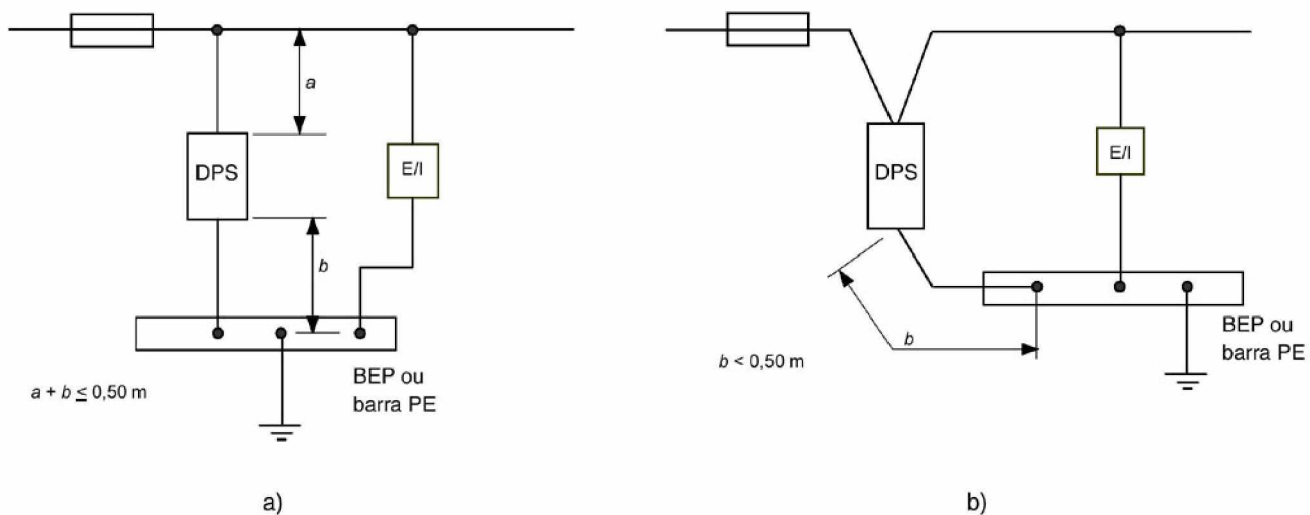 a
DPS
E/I
b
BEP ou
barra PE
a + b ≤ 0,50 m
a)
DPS
E/I
b
b < 0,50 m
BEP ou
barra PE
b)